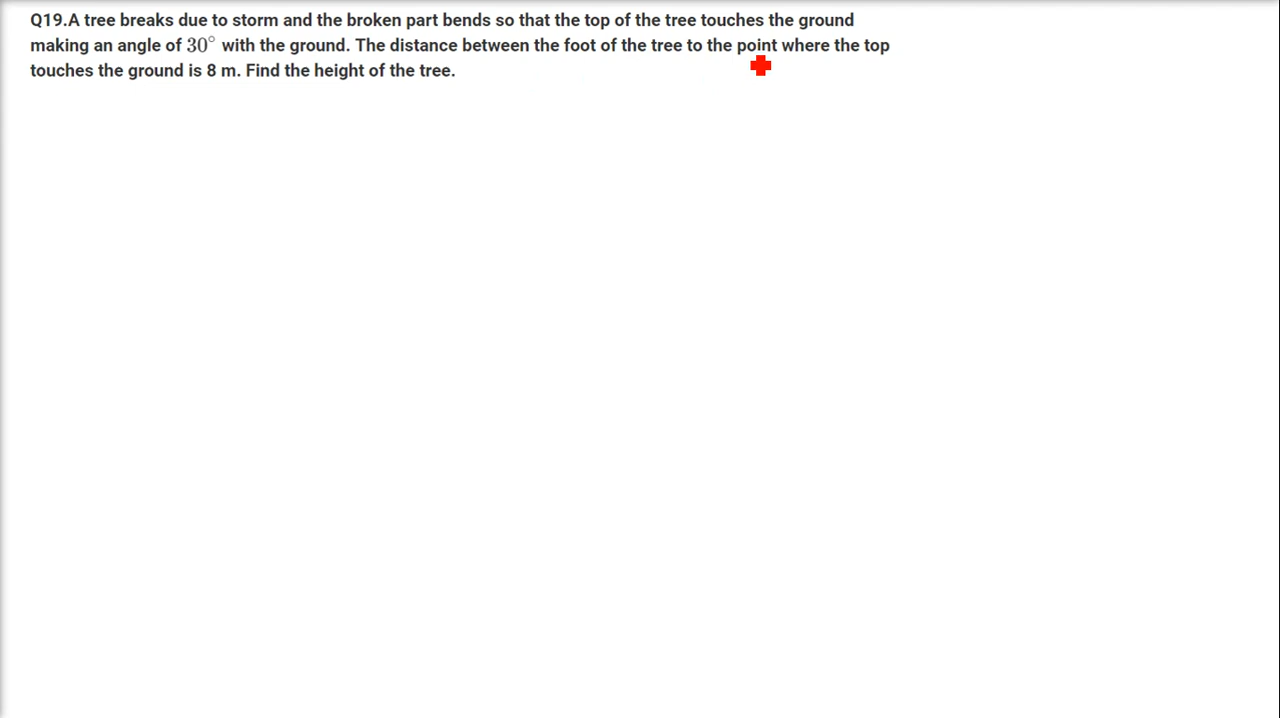 Q19.A tree breaks due to storm and the broken part bends so that the top of the tree touches the ground
making an angle of 30° with the ground. The distance between the foot of the tree to the point where the top
touches the ground is 8 m. Find the height of the tree.